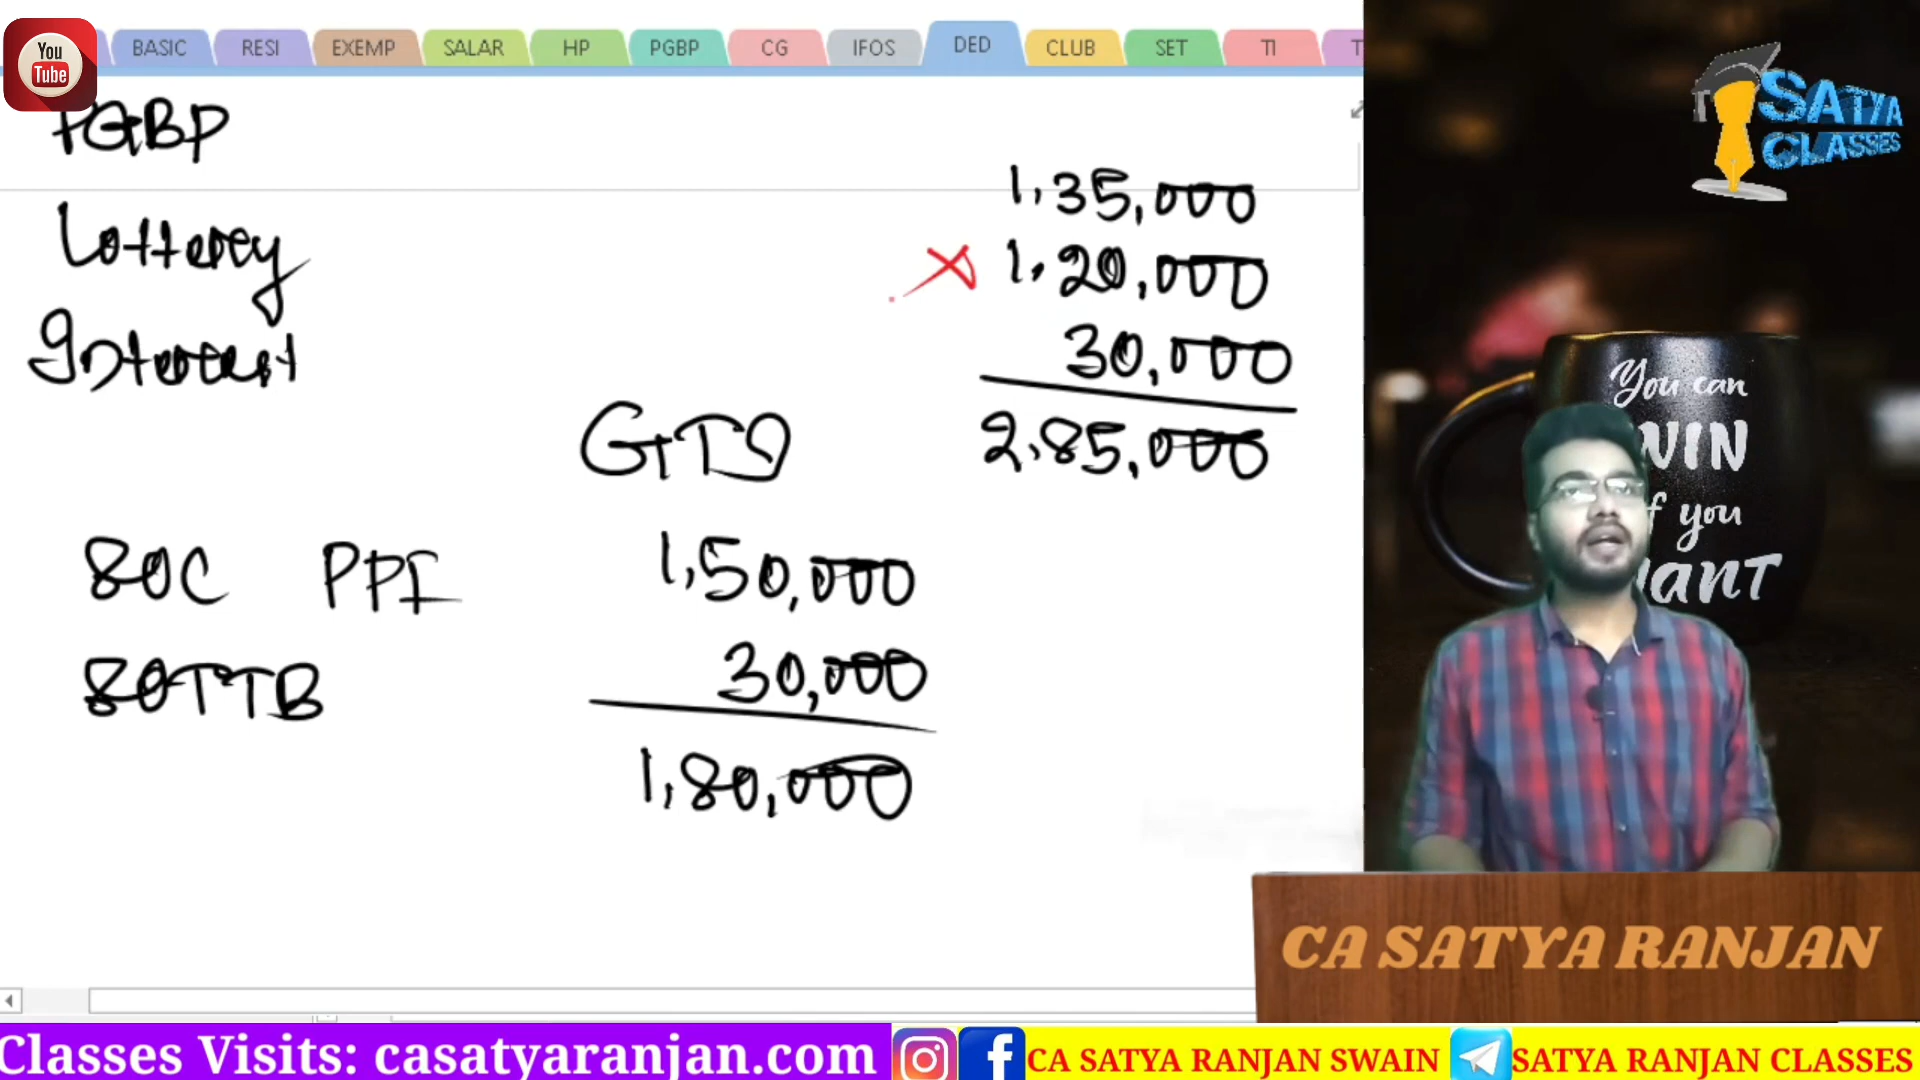 You Tube
BASIC RESI EXEMP SALAR HP PGBP CG IFOS DED CLUB SET TI T
PGBP 1,35,000
Lotterey 1,20,000
Interest 30,000
GTI 2,85,000
80C PPF 1,50,000
80TTB 30,000
1,80,000
SATYA CLASSES
You can
WIN
if you
WANT
CA SATYA RANJAN
Classes Visits: casatyaranjan.com CA SATYA RANJAN SWAIN SATYA RANJAN CLASSES